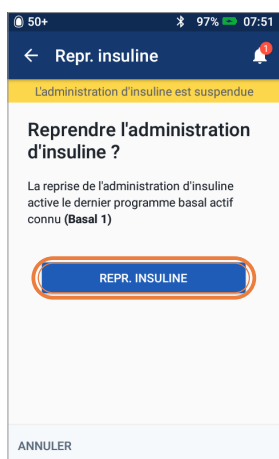 50+ 97% 07:51
Repr. insuline 1
L'administration d'insuline est suspendue
Reprendre l'administration
d'insuline ?
La reprise de l'administration d'insuline
active le dernier programme basal actif
connu (Basal 1)
REPR. INSULINE
ANNULER